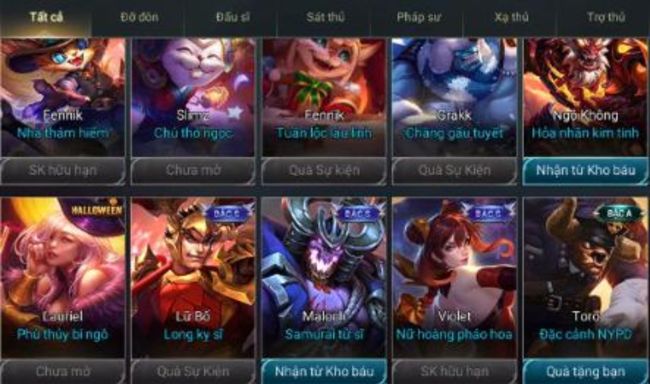 Tất cả Đỡ đòn Đấu sĩ Sát thủ Pháp sư Xạ thủ Trợ thủ
Fennik Slimz Fennik Grakk Ngộ Không
Nhà thám hiểm Chú thỏ ngọc Tuần lộc láu lỉnh Chàng gấu tuyết Hỏa nhãn kim tinh
SK hữu hạn Chưa mở Quà Sự kiện Quà Sự Kiện Nhận từ Kho báu
HALLOWEEN BẬC S BẬC S BẬC S BẬC A
Lauriel Lữ Bố Maloch Violet Toro
Phù thủy bí ngô Long kỵ sĩ Samurai tử sĩ Nữ hoàng pháo hoa Đặc cảnh NYPD
Chưa mở Quà Sự Kiện Nhận từ Kho báu SK hữu hạn Quà tặng bạn